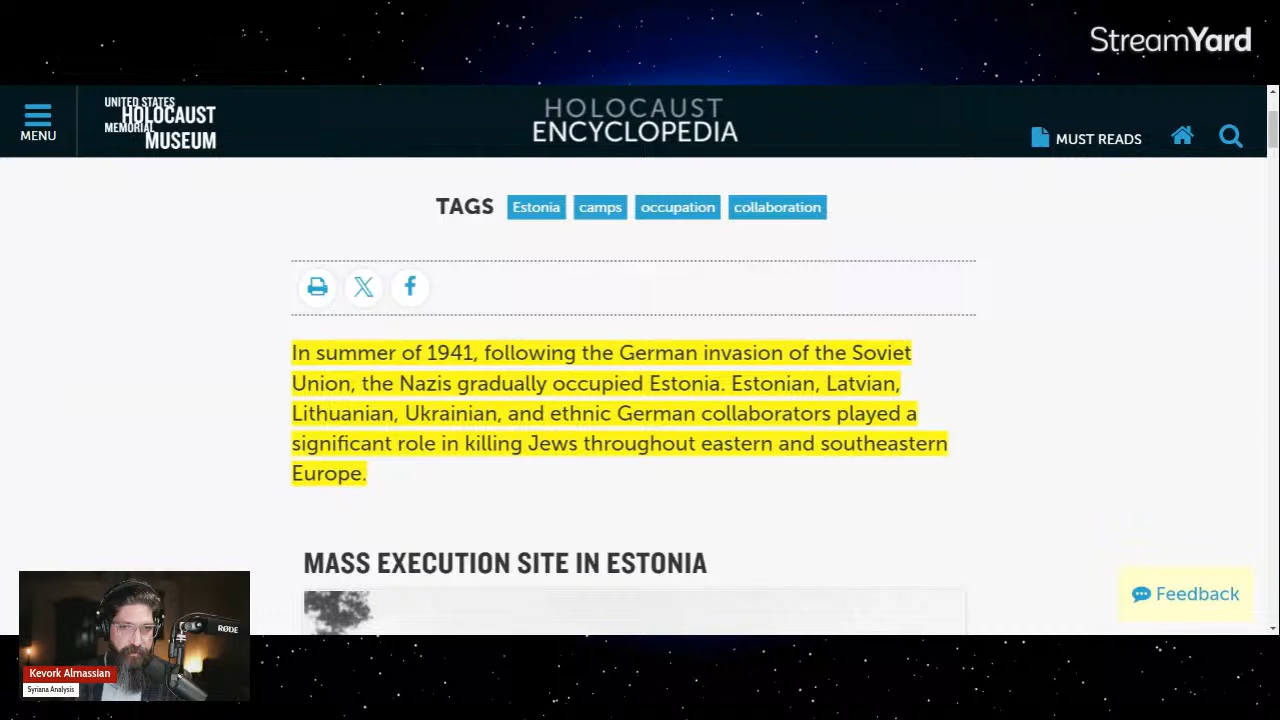 StreamYard
MENU
UNITED STATES
HOLOCAUST
MEMORIAL
MUSEUM
HOLOCAUST
ENCYCLOPEDIA
MUST READS
TAGS Estonia camps occupation collaboration
In summer of 1941, following the German invasion of the Soviet
Union, the Nazis gradually occupied Estonia. Estonian, Latvian,
Lithuanian, Ukrainian, and ethnic German collaborators played a
significant role in killing Jews throughout eastern and southeastern
Europe.
MASS EXECUTION SITE IN ESTONIA
Feedback
RØDE
Kevork Almassian
Syriana Analysis